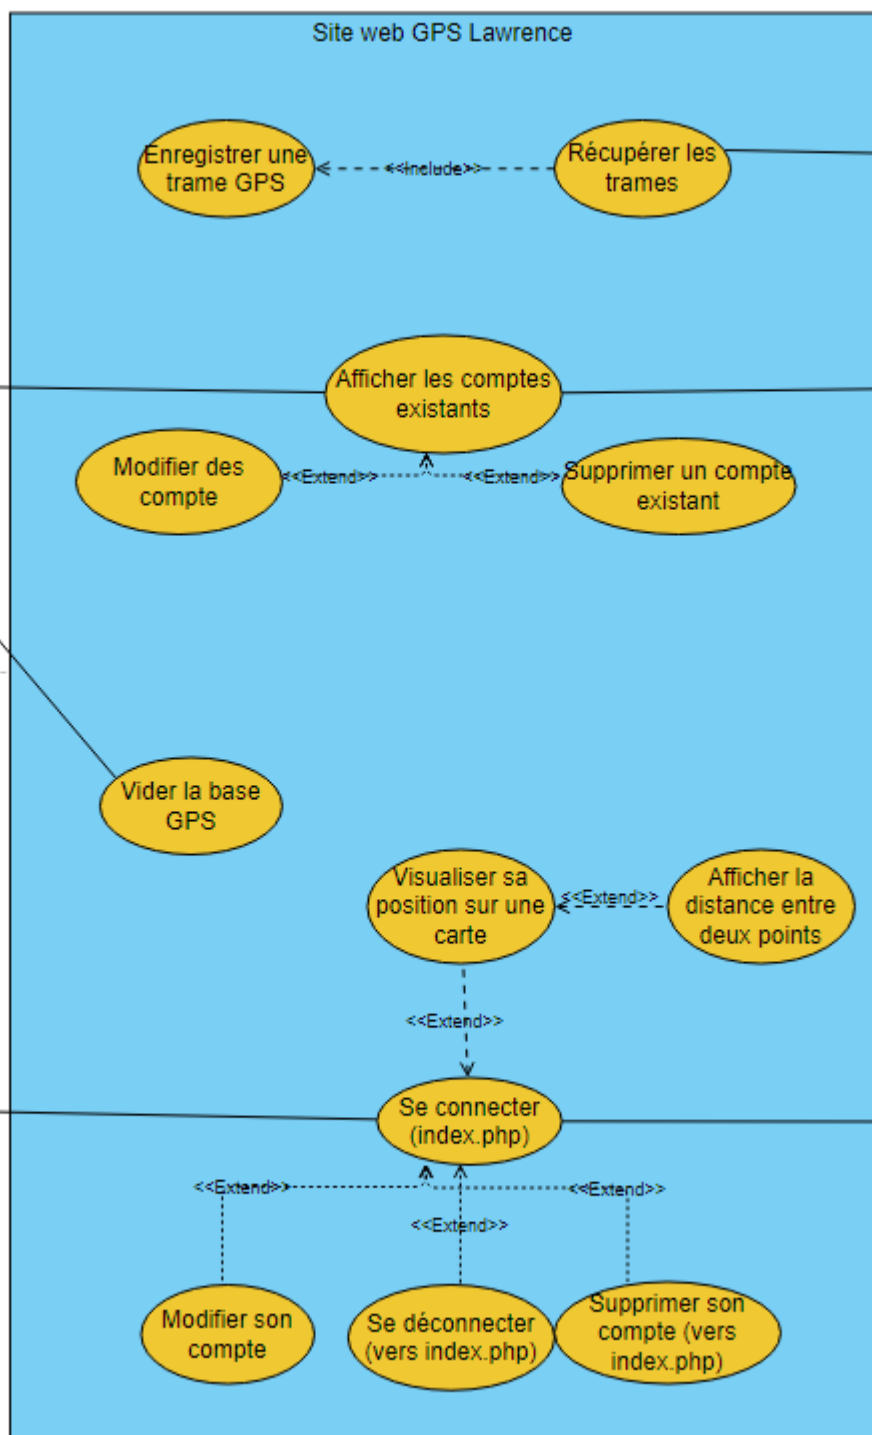 Site web GPS Lawrence
Enregistrer une
trame GPS
<<Include>>
Récupérer les
trames
Afficher les comptes
existants
Modifier des
compte
<<Extend>>
<<Extend>>
Supprimer un compte
existant
Vider la base
GPS
Visualiser sa
position sur une
carte
<<Extend>>
Afficher la
distance entre
deux points
<<Extend>>
Se connecter
(index.php)
<<Extend>>
<<Extend>>
<<Extend>>
Modifier son
compte
Se déconnecter
(vers index.php)
Supprimer son
compte (vers
index.php)